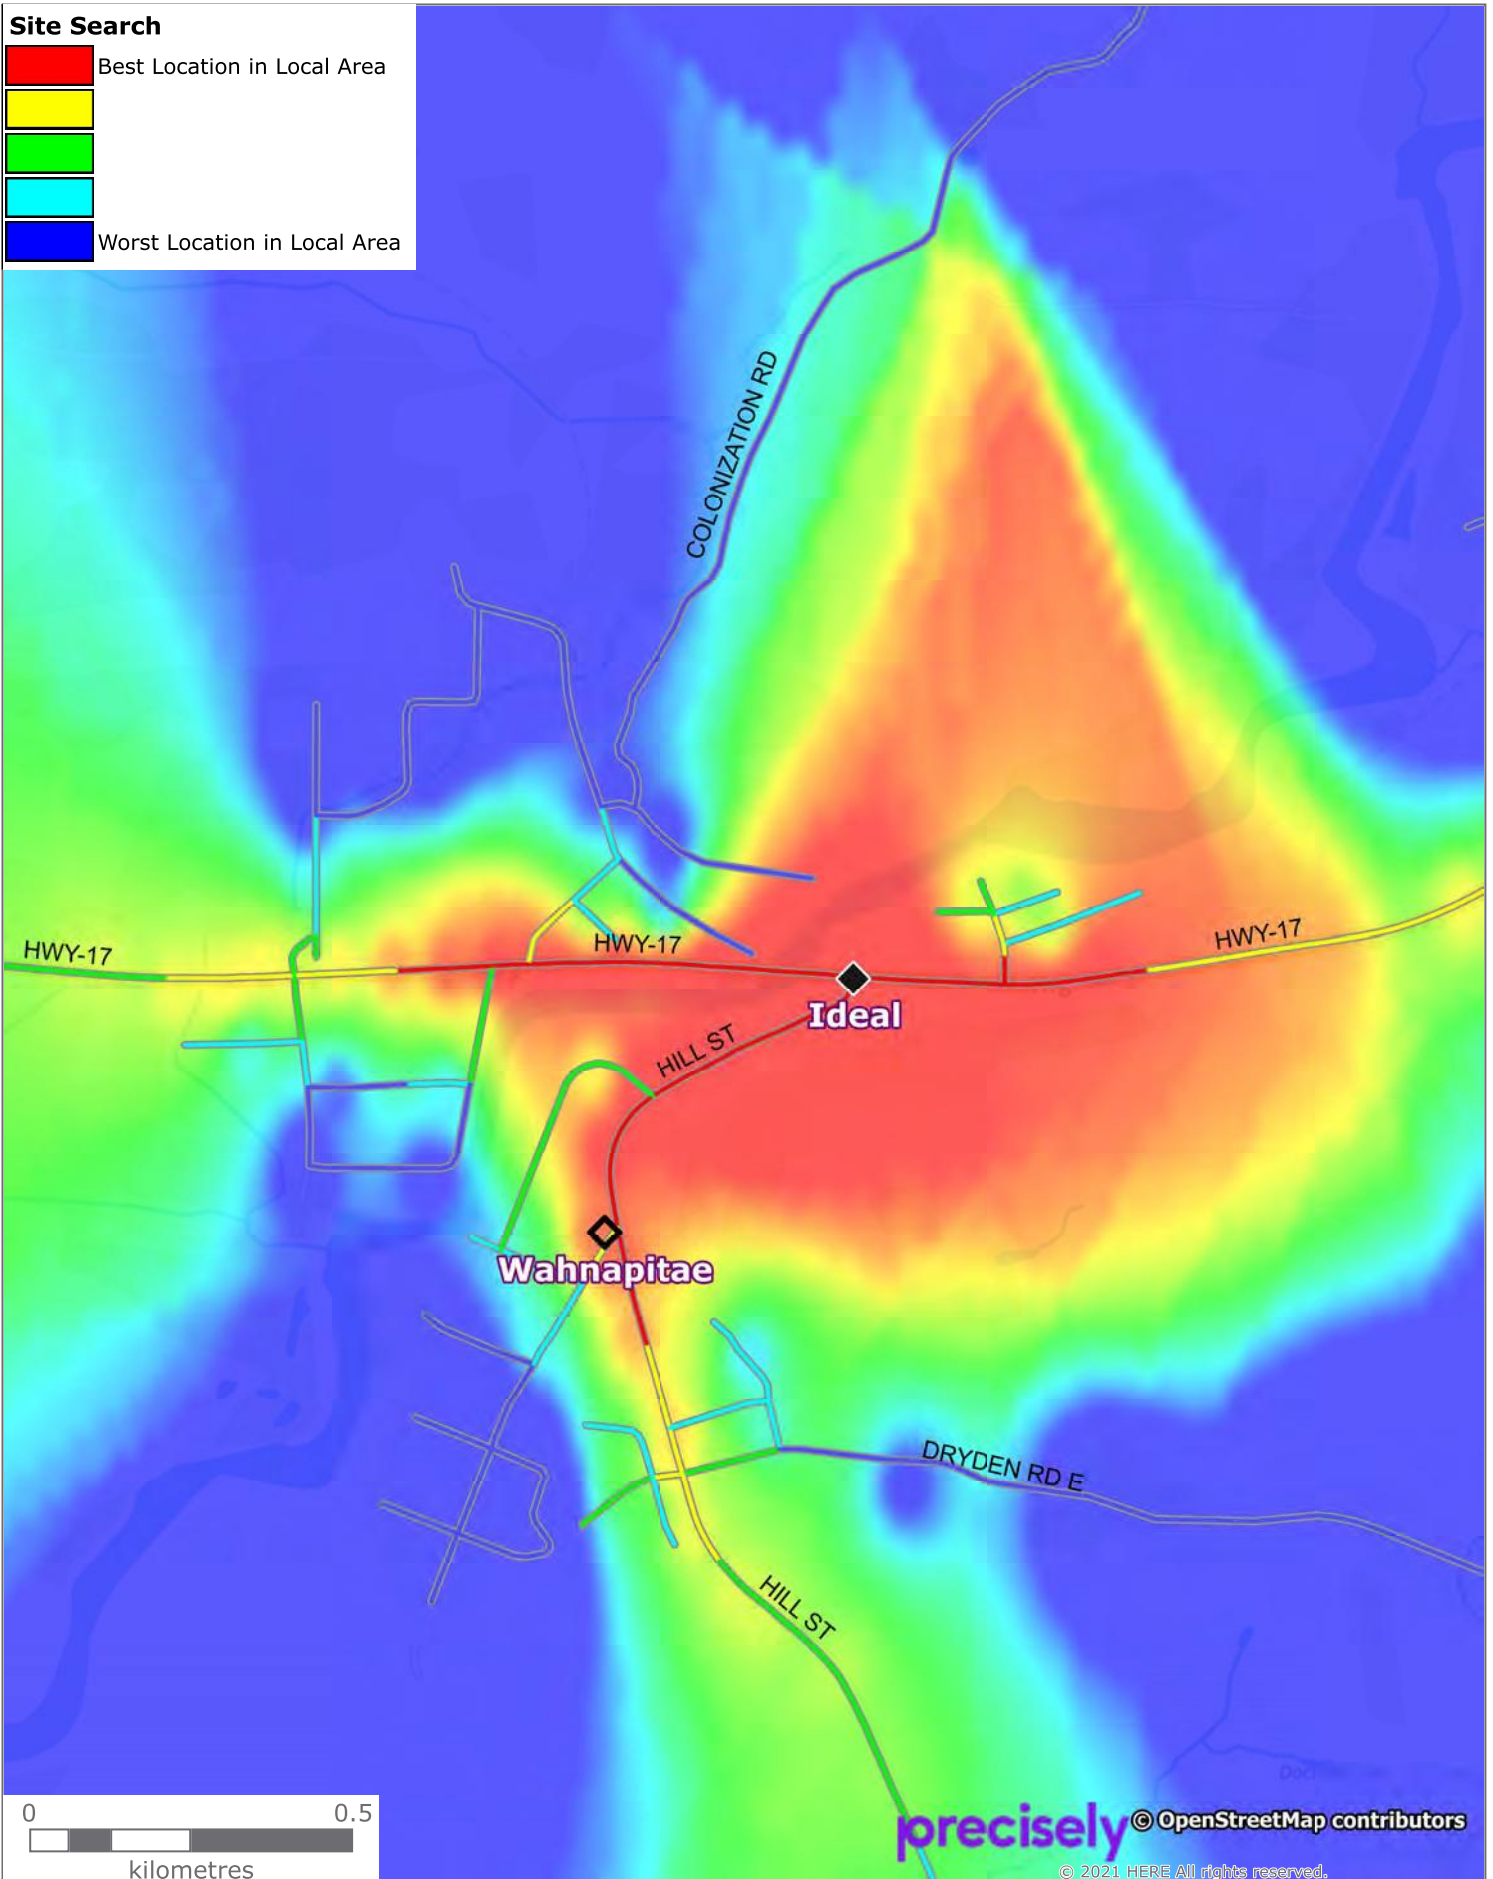 Site Search
Best Location in Local Area
Worst Location in Local Area
COLONIZATION RD
HWY-17
HWY-17
HWY-17
Ideal
HILL ST
Wahnapitae
DRYDEN RD E
HILL ST
0 0.5
kilometres
precisely © OpenStreetMap contributors
© 2021 HERE All rights reserved.